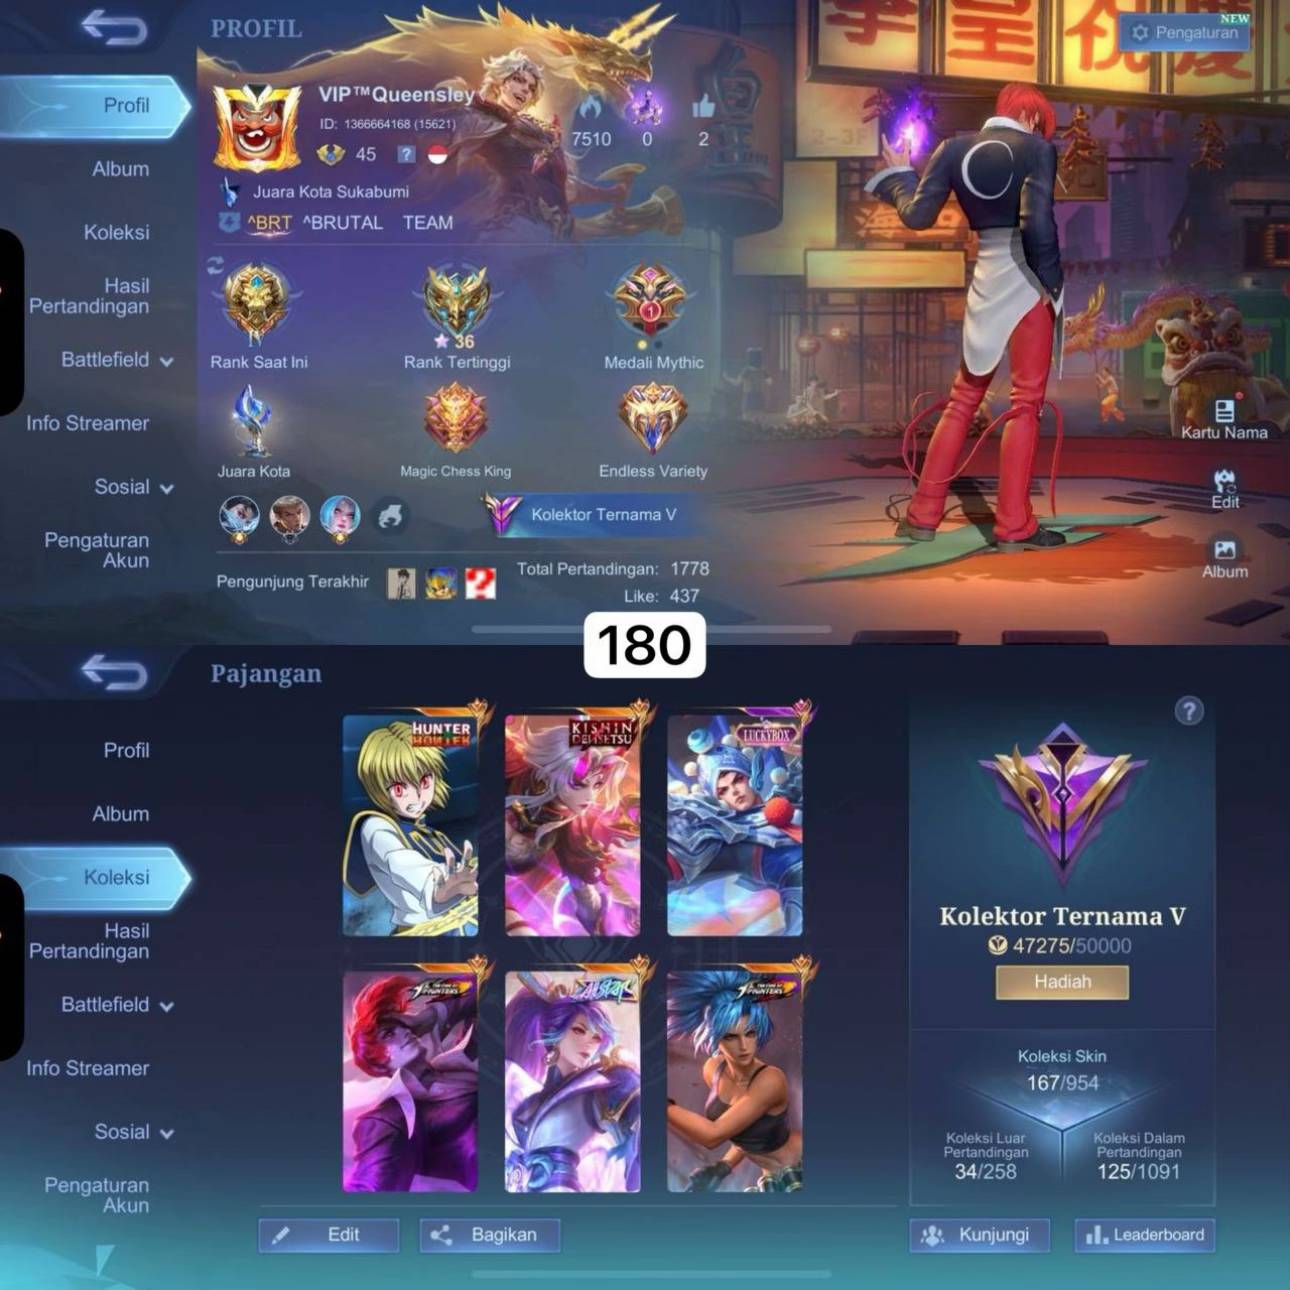 PROFIL
NEW
Pengaturan
Profil
VIP™Queensley
ID: 1366664168 (15621)
7510
0
2
45
?
Juara Kota Sukabumi
^BRT ^BRUTAL TEAM
Album
Koleksi
Hasil
Pertandingan
Battlefield
Info Streamer
Sosial
Pengaturan
Akun
IV
36
1
Rank Saat Ini
Rank Tertinggi
Medali Mythic
Juara Kota
Magic Chess King
Endless Variety
Kolektor Ternama V
Pengunjung Terakhir
?
Total Pertandingan: 1778
Like: 437
皇
祝
Kartu Nama
Edit
Album
180
Pajangan
?
Profil
Album
Koleksi
Hasil
Pertandingan
Battlefield
Info Streamer
Sosial
Pengaturan
Akun
HUNTER
HUNTER
KISHIN
DENSETSU
LUCKYBOX
THE KING OF
FIGHTERS
ALLSTAR
THE KING OF
FIGHTERS
Kolektor Ternama V
47275/50000
Hadiah
Koleksi Skin
167/954
Koleksi Luar
Pertandingan
34/258
Koleksi Dalam
Pertandingan
125/1091
Edit
Bagikan
Kunjungi
Leaderboard